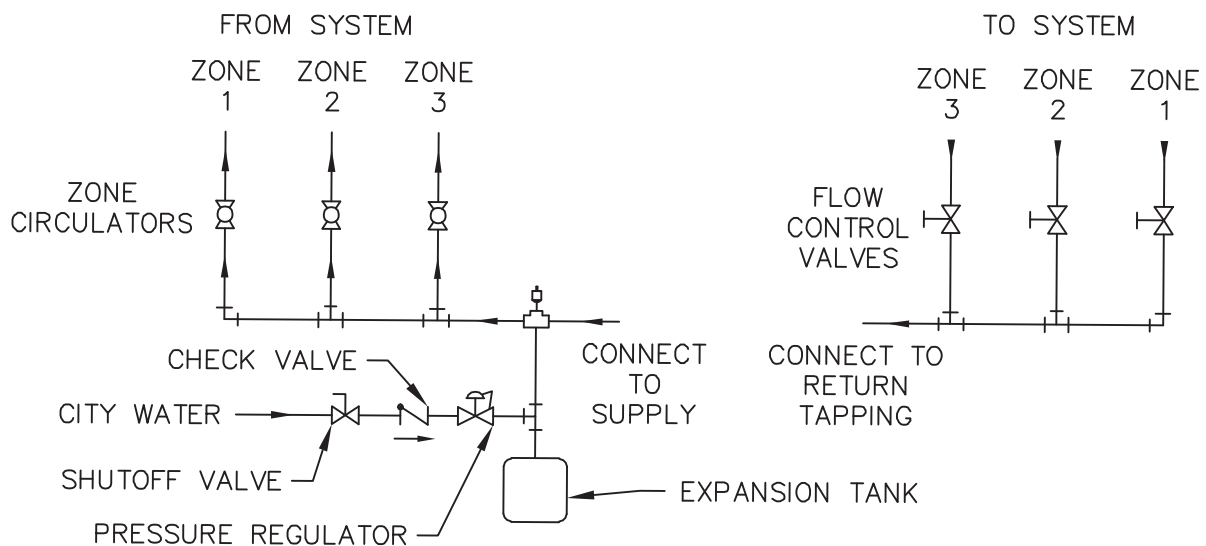 FROM SYSTEM
ZONE
1
ZONE
2
ZONE
3
ZONE
CIRCULATORS
TO SYSTEM
ZONE
3
ZONE
2
ZONE
1
FLOW
CONTROL
VALVES
CHECK VALVE
CITY WATER
SHUTOFF VALVE
PRESSURE REGULATOR
CONNECT
TO
SUPPLY
EXPANSION TANK
CONNECT TO
RETURN
TAPPING